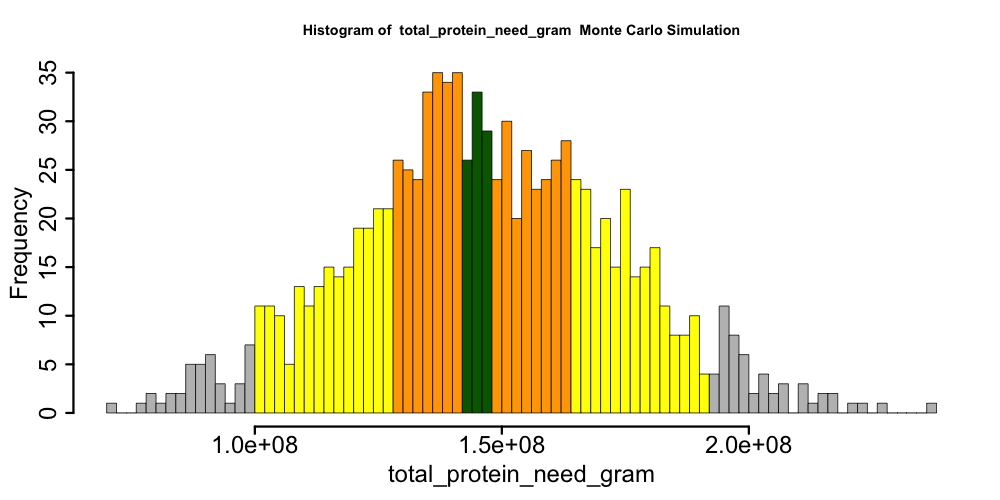 Histogram of total_protein_need_gram Monte Carlo Simulation
35
30
25
20
15
10
5
0
Frequency
1.0e+08 1.5e+08 2.0e+08
total_protein_need_gram